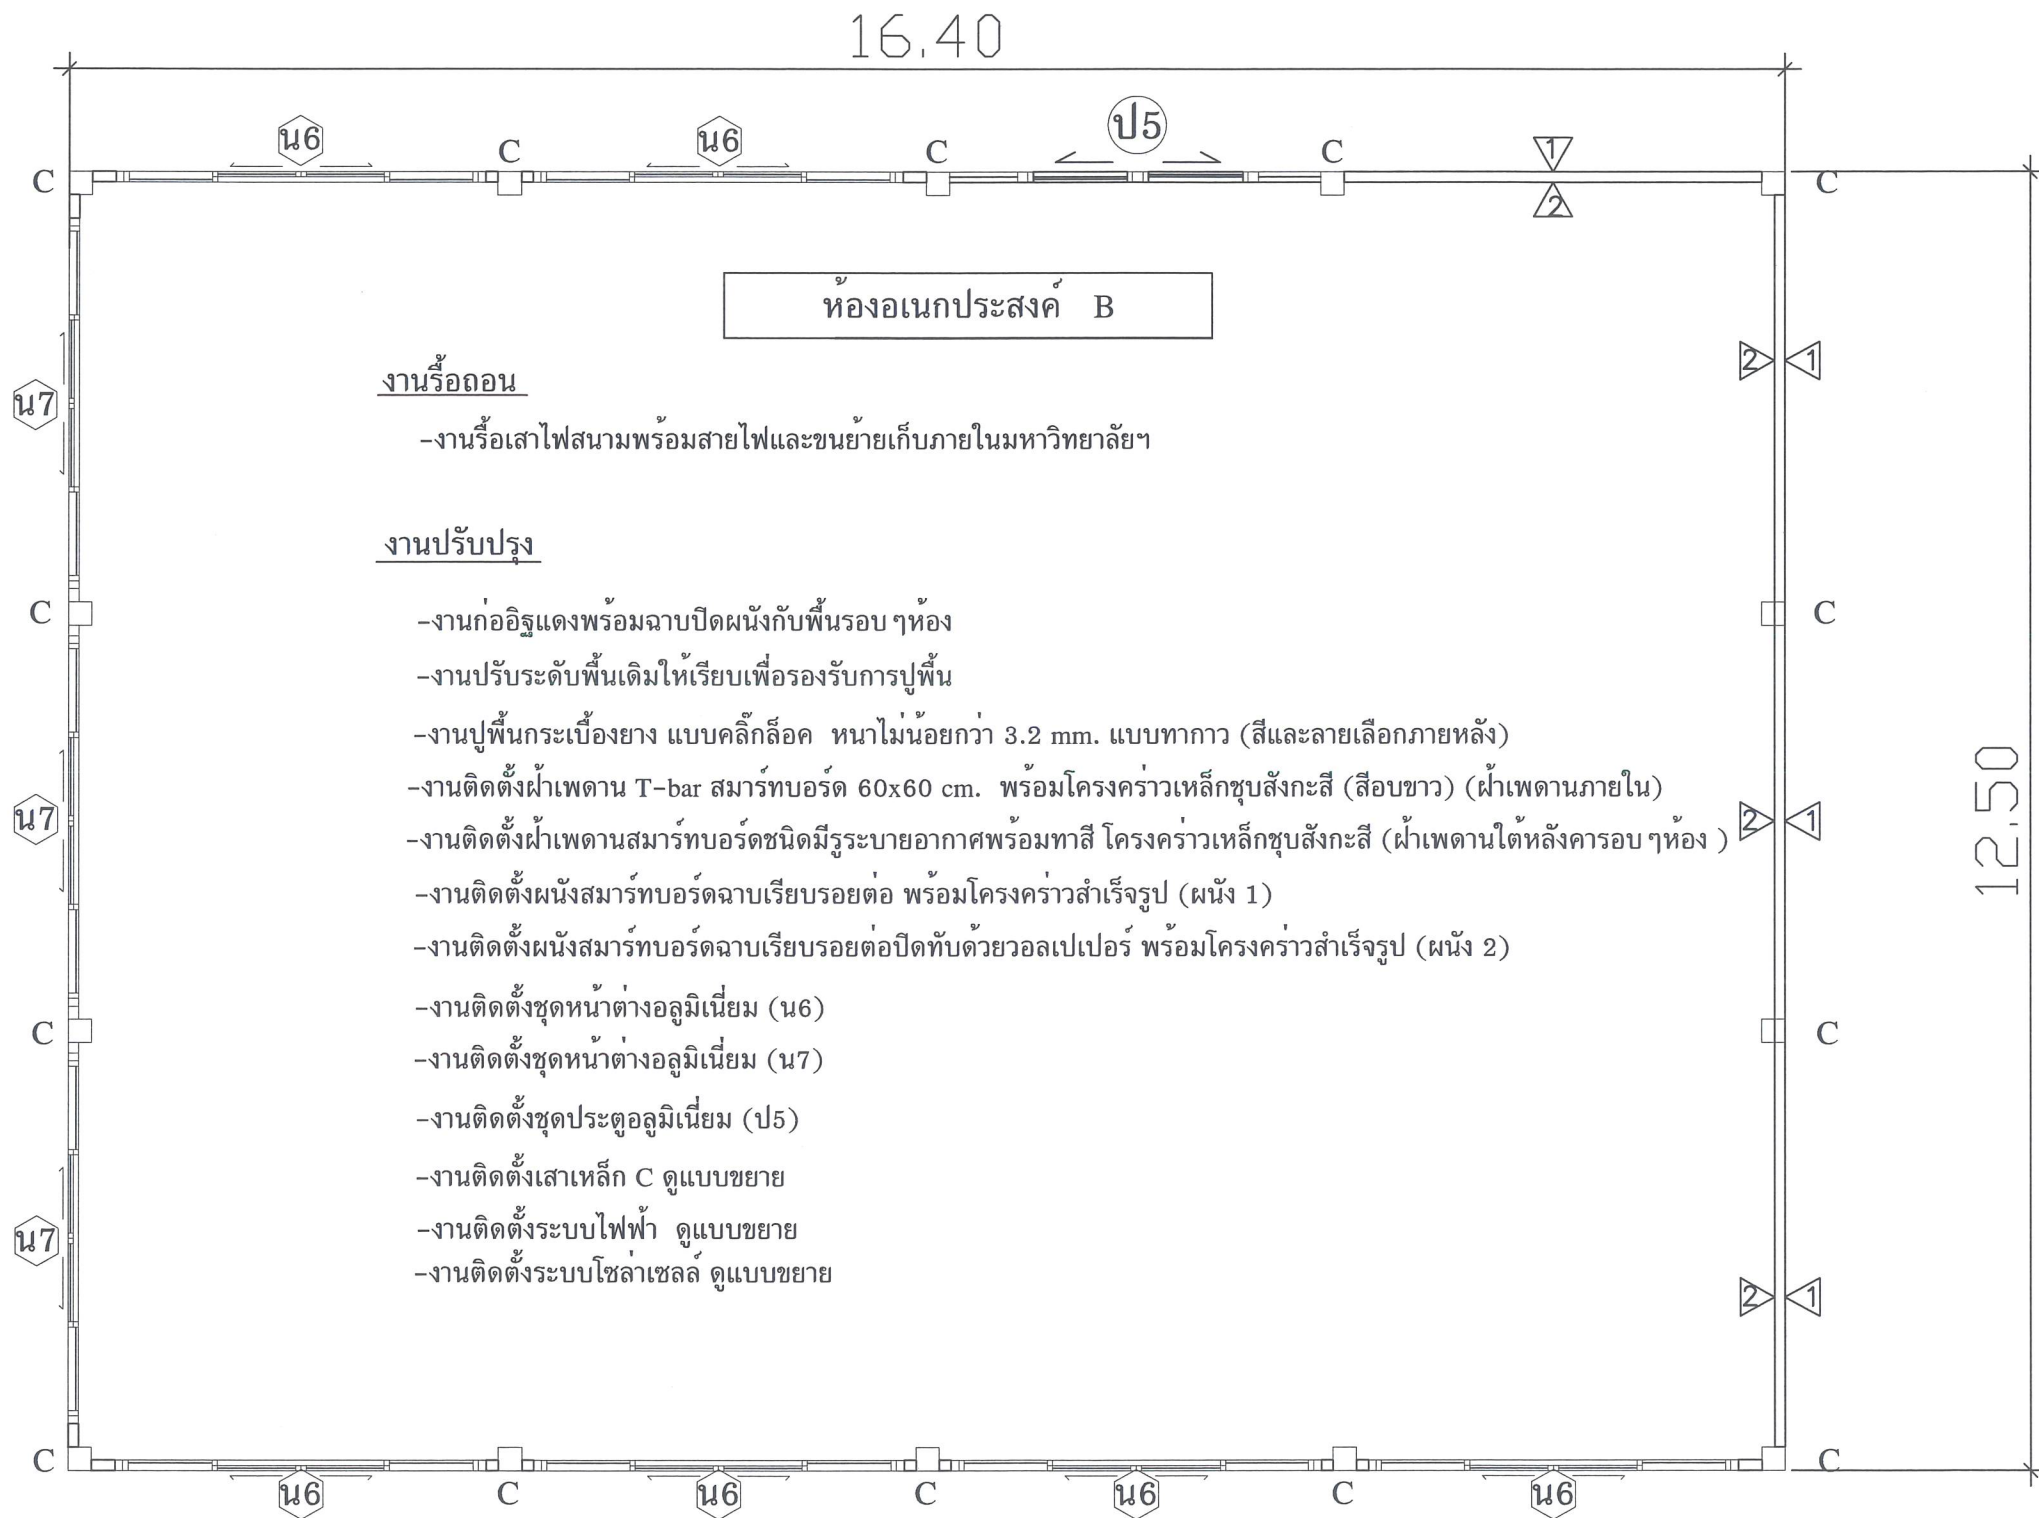 16.40
น6
น6
ป5
C
C
C
C
C
1
2
ห้องอเนกประสงค์ B
งานรื้อถอน
-งานรื้อเสาไฟสนามพร้อมสายไฟและขนย้ายเก็บภายในมหาวิทยาลัยฯ
2
1
น7
งานปรับปรุง
-งานก่ออิฐแดงพร้อมฉาบปิดผนังกับพื้นรอบๆห้อง
C
C
-งานปรับระดับพื้นเดิมให้เรียบเพื่อรองรับการปูพื้น
-งานปูพื้นกระเบื้องยาง แบบคลิ๊กล็อค หนาไม่น้อยกว่า 3.2 mm. แบบทากาว (สีและลายเลือกภายหลัง)
-งานติดตั้งฝ้าเพดาน T-bar สมาร์ทบอร์ด 60x60 cm. พร้อมโครงคร่าวเหล็กชุบสังกะสี (สีอบขาว) (ฝ้าเพดานภายใน)
น7
2
1
12.50
-งานติดตั้งฝ้าเพดานสมาร์ทบอร์ดชนิดมีรูระบายอากาศพร้อมทาสี โครงคร่าวเหล็กชุบสังกะสี (ฝ้าเพดานใต้หลังคารอบๆห้อง )
-งานติดตั้งผนังสมาร์ทบอร์ดฉาบเรียบรอยต่อ พร้อมโครงคร่าวสำเร็จรูป (ผนัง 1)
-งานติดตั้งผนังสมาร์ทบอร์ดฉาบเรียบรอยต่อปิดทับด้วยวอลเปเปอร์ พร้อมโครงคร่าวสำเร็จรูป (ผนัง 2)
-งานติดตั้งชุดหน้าต่างอลูมิเนี่ยม (น6)
C
C
-งานติดตั้งชุดหน้าต่างอลูมิเนี่ยม (น7)
-งานติดตั้งชุดประตูอลูมิเนี่ยม (ป5)
-งานติดตั้งเสาเหล็ก C ดูแบบขยาย
-งานติดตั้งระบบไฟฟ้า ดูแบบขยาย
น7
-งานติดตั้งระบบโซล่าเซลล์ ดูแบบขยาย
2
1
C
C
น6
C
น6
C
น6
C
น6